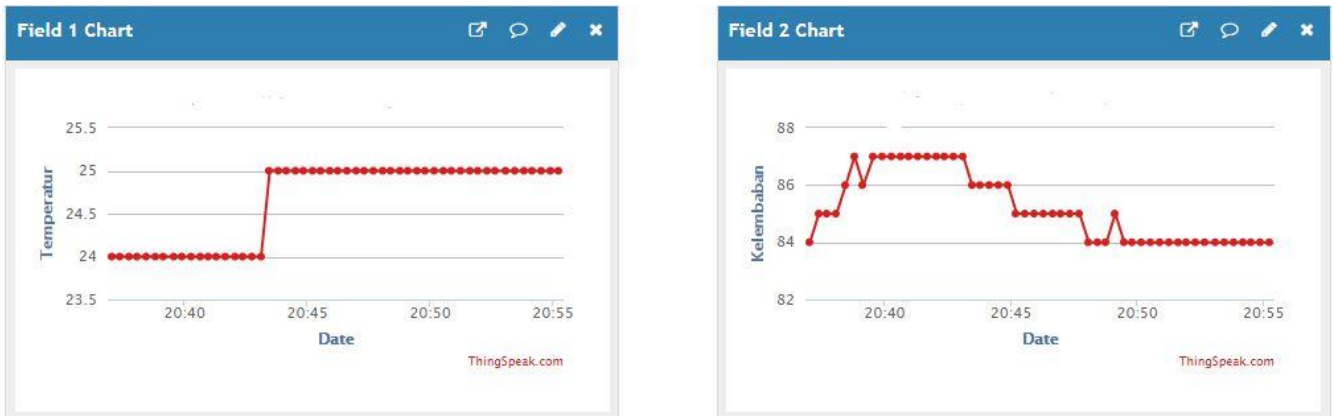 Field 1 Chart
25.5
25
24.5
24
23.5
Temperatur
20:40 20:45 20:50 20:55
Date
ThingSpeak.com
Field 2 Chart
88
86
84
82
Kelembaban
20:40 20:45 20:50 20:55
Date
ThingSpeak.com